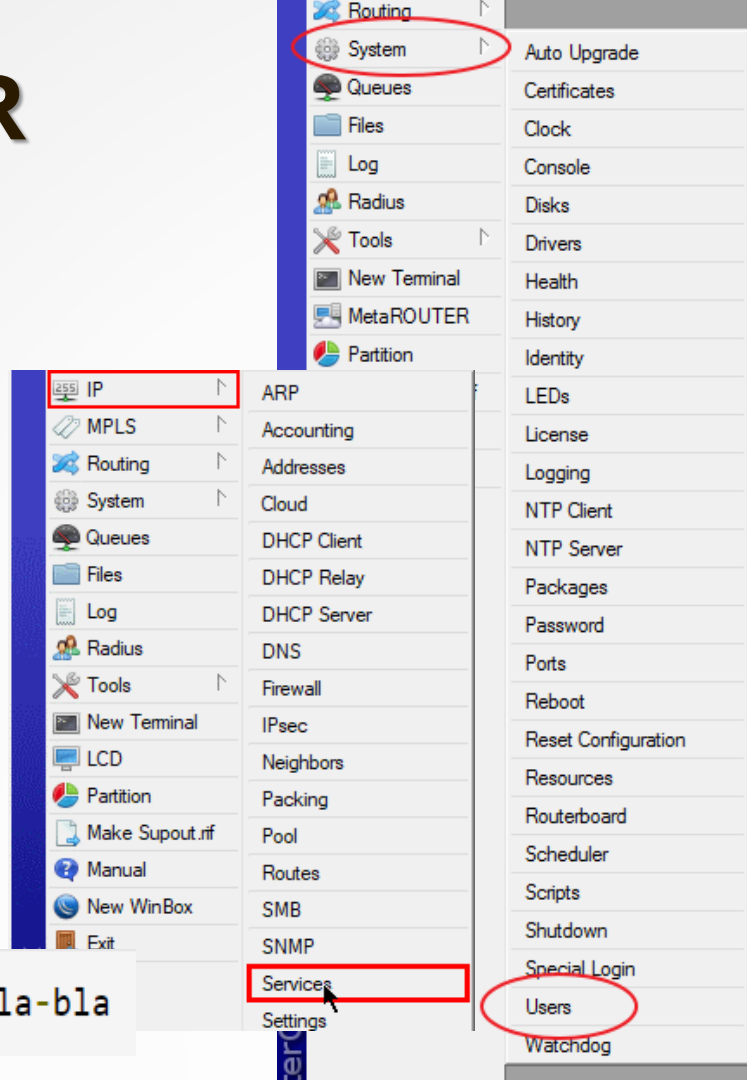 R
Routing
System
Queues
Files
Log
Radius
Tools
New Terminal
MetaROUTER
Partition
Auto Upgrade
Certificates
Clock
Console
Disks
Drivers
Health
History
Identity
LEDs
License
Logging
NTP Client
NTP Server
Packages
Password
Ports
Reboot
Reset Configuration
Resources
Routerboard
Scheduler
Scripts
Shutdown
Special Login
Users
Watchdog
255 IP
MPLS
Routing
System
Queues
Files
Log
Radius
Tools
New Terminal
LCD
Partition
Make Supout.rif
Manual
New WinBox
Exit
ARP
Accounting
Addresses
Cloud
DHCP Client
DHCP Relay
DHCP Server
DNS
Firewall
IPsec
Neighbors
Packing
Pool
Routes
SMB
SNMP
Services
Settings
la-bla